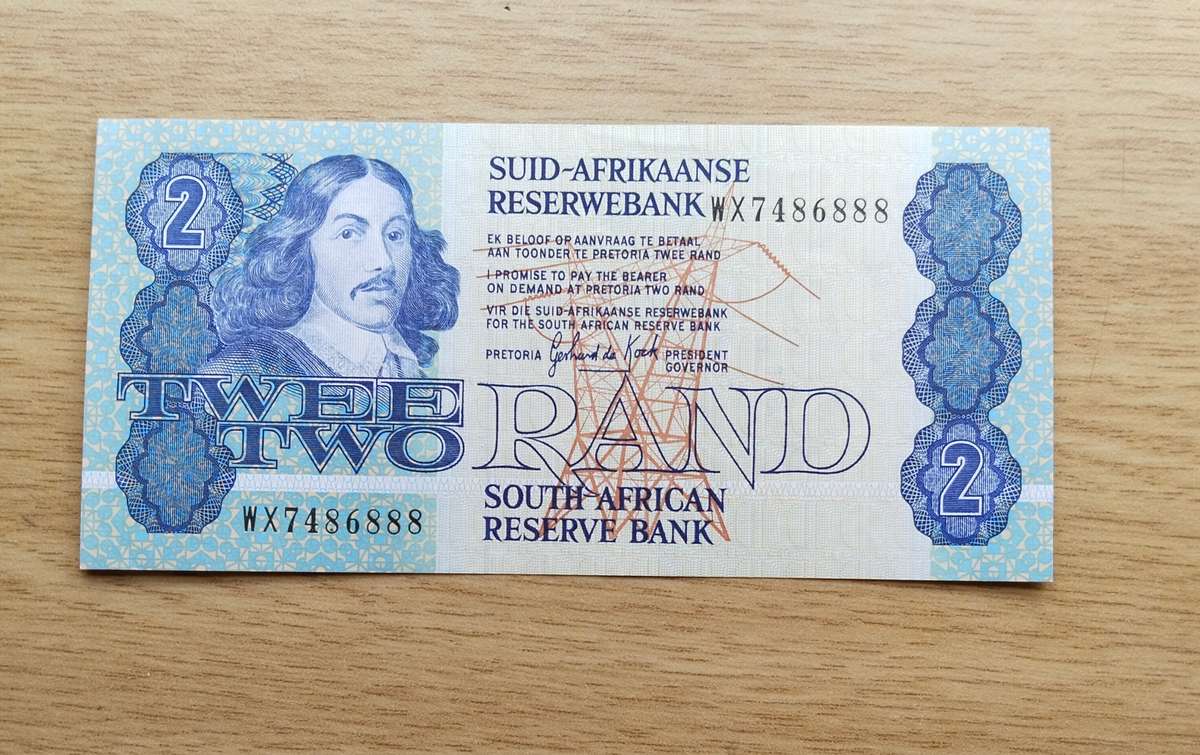 2
SUID-AFRIKAANSE
RESERWEBANK WX7486888
EK BELOOF OP AANVRAAG TE BETAAL
AAN TOONDER TE PRETORIA TWEE RAND
I PROMISE TO PAY THE BEARER
ON DEMAND AT PRETORIA TWO RAND
VIR DIE SUID-AFRIKAANSE RESERWEBANK
FOR THE SOUTH AFRICAN RESERVE BANK
PRETORIA Gerhard de Kock PRESIDENT
GOVERNOR
TWEE
TWO RAND
2
SOUTH AFRICAN
RESERVE BANK
WX7486888